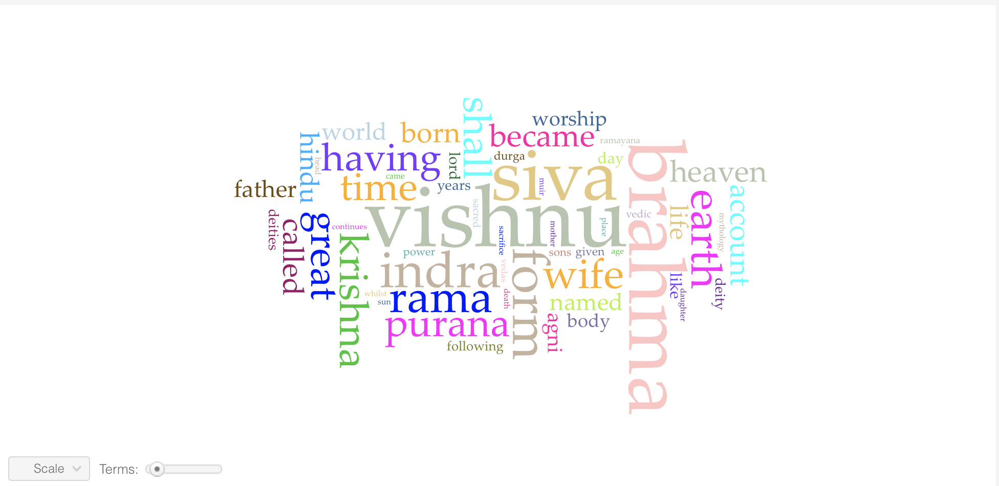 shall
worship
world
born
became
hindu
ramayana
having
head
lord
durga
siva
day
brahma
heaven
came
time
years
muir
father
vishnu
sacred
vedic
life
earth
account
deities
called
great
continues
krishna
mother
place
mythology
sacrifice
power
indra
form
sons
given
age
vedas
wife
like
deity
whilst
sun
rama
death
named
daughter
purana
agni
body
following
Scale
Terms: